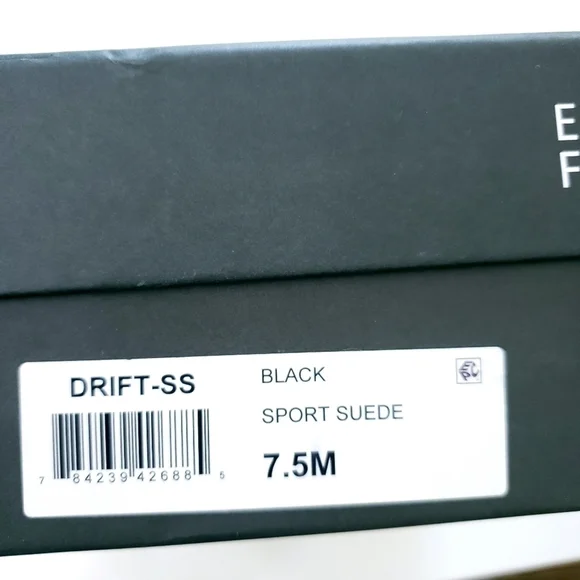 E
F
DRIFT-SS
BLACK
SPORT SUEDE
7.5M
7 84239 42688 5